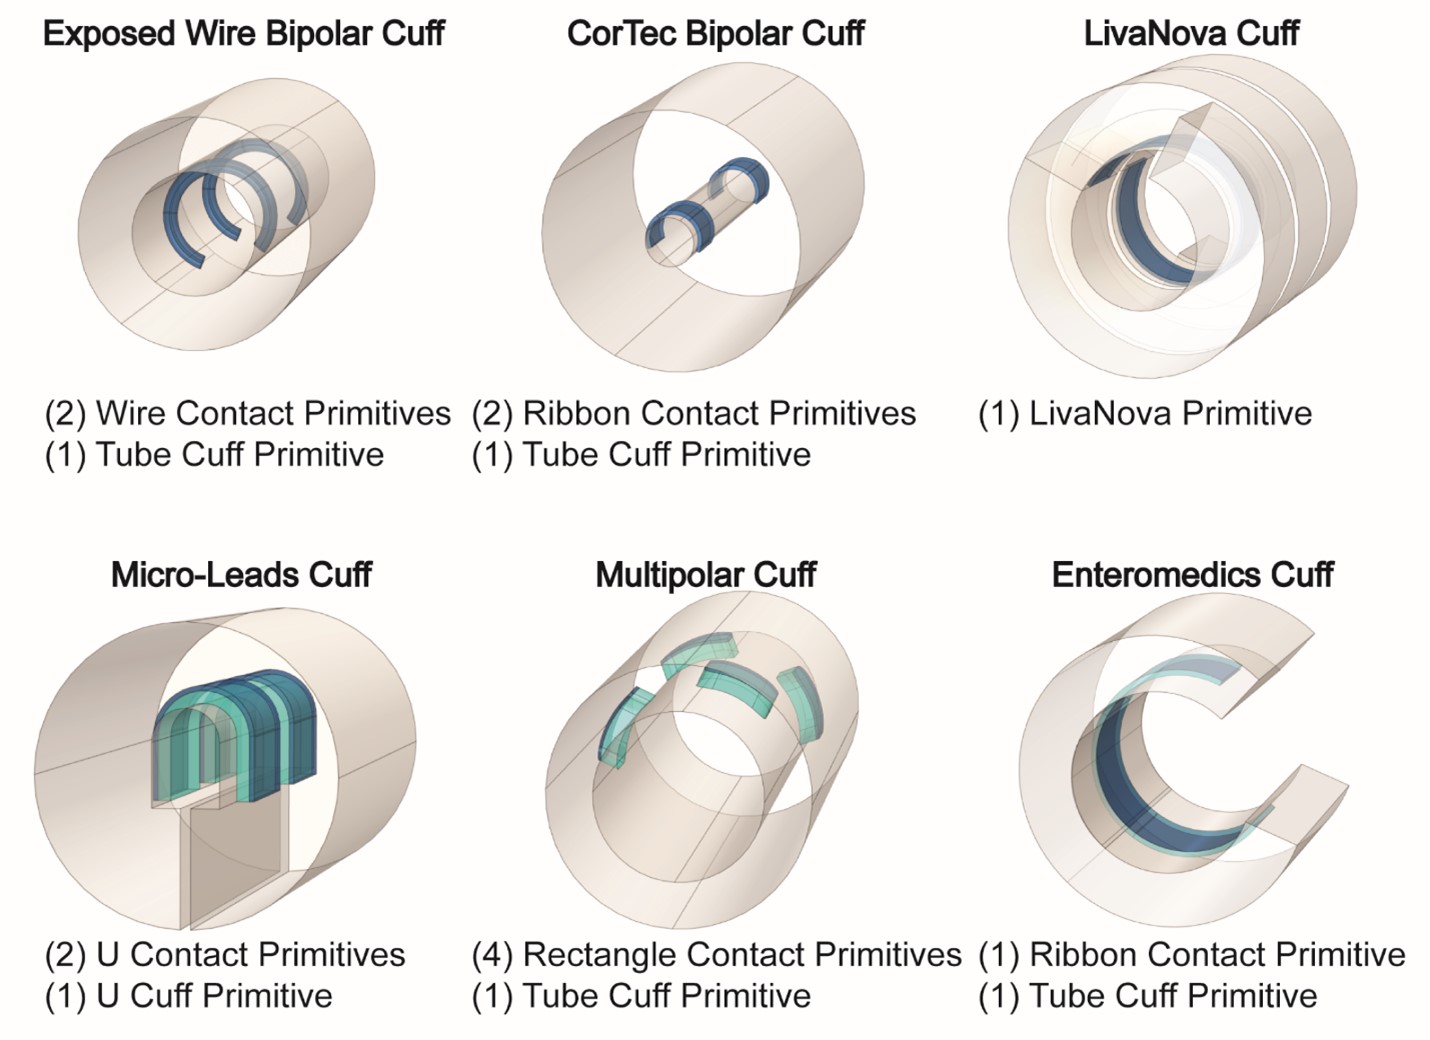 Exposed Wire Bipolar Cuff
CorTec Bipolar Cuff
LivaNova Cuff
(2) Wire Contact Primitives
(1) Tube Cuff Primitive
(2) Ribbon Contact Primitives
(1) Tube Cuff Primitive
(1) LivaNova Primitive
Micro-Leads Cuff
Multipolar Cuff
Enteromedics Cuff
(2) U Contact Primitives
(1) U Cuff Primitive
(4) Rectangle Contact Primitives
(1) Tube Cuff Primitive
(1) Ribbon Contact Primitive
(1) Tube Cuff Primitive